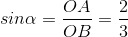 sinα = OA/OB = 2/3